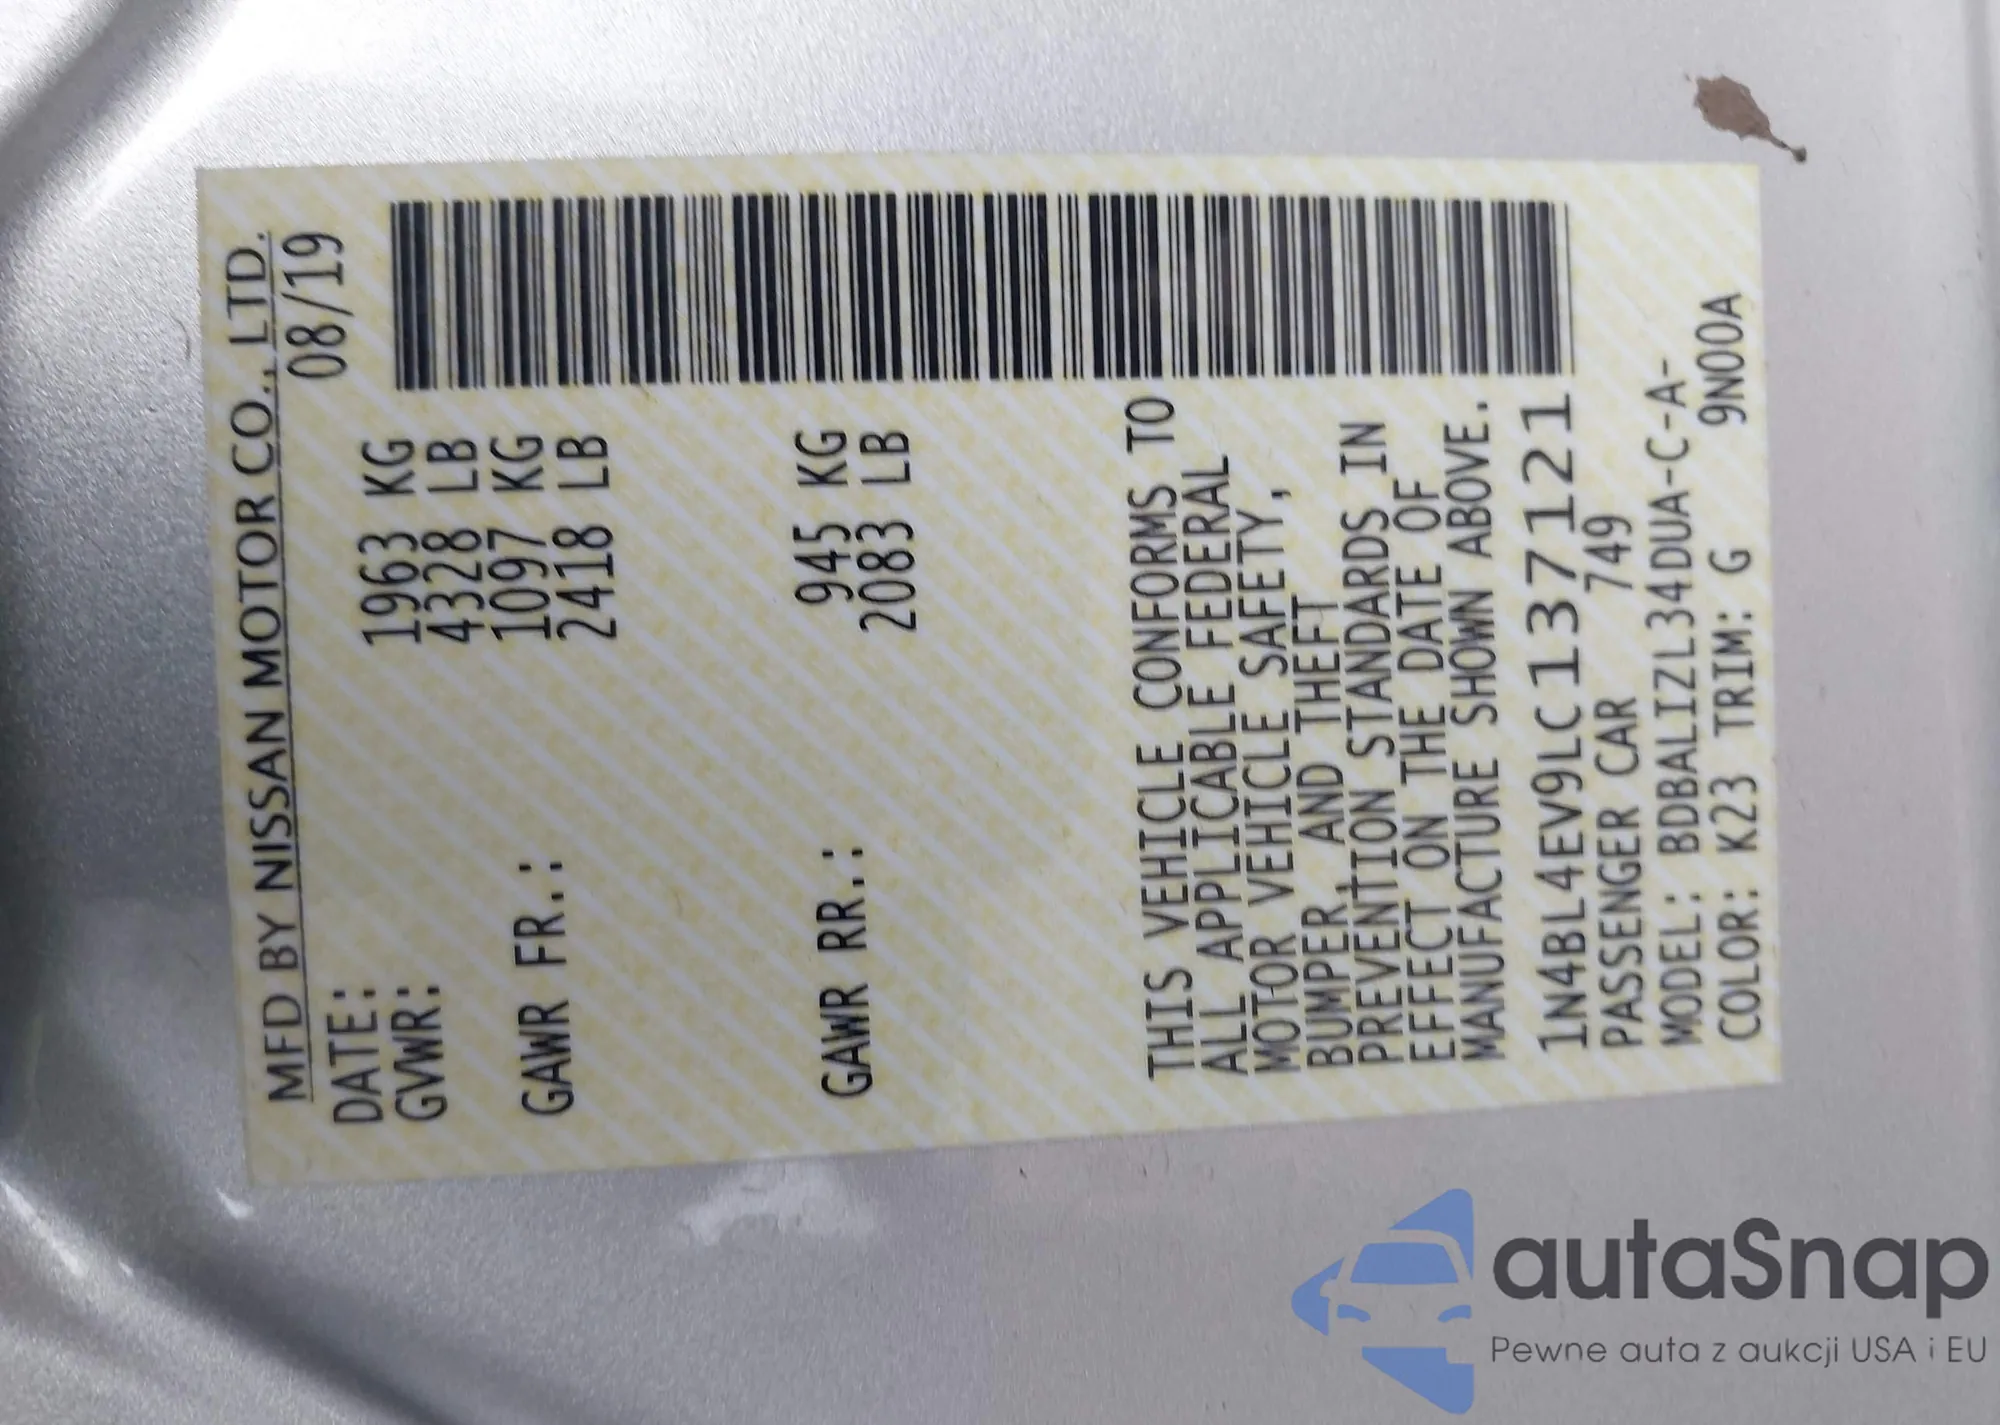 MFD BY NISSAN MOTOR CO., LTD.
DATE: 08/19
GVWR: 1963 KG
4328 LB
GAWR FR.: 1097 KG
2418 LB
GAWR RR.: 945 KG
2083 LB
THIS VEHICLE CONFORMS TO
ALL APPLICABLE FEDERAL
MOTOR VEHICLE SAFETY,
BUMPER, AND THEFT
PREVENTION STANDARDS IN
EFFECT ON THE DATE OF
MANUFACTURE SHOWN ABOVE.
1N4BL4EV9LC137121
PASSENGER CAR 749
MODEL: BDBALIZL34DUA-C-A-
COLOR: K23 TRIM: G 9N00A
autaSnap
Pewne auta z aukcji USA i EU